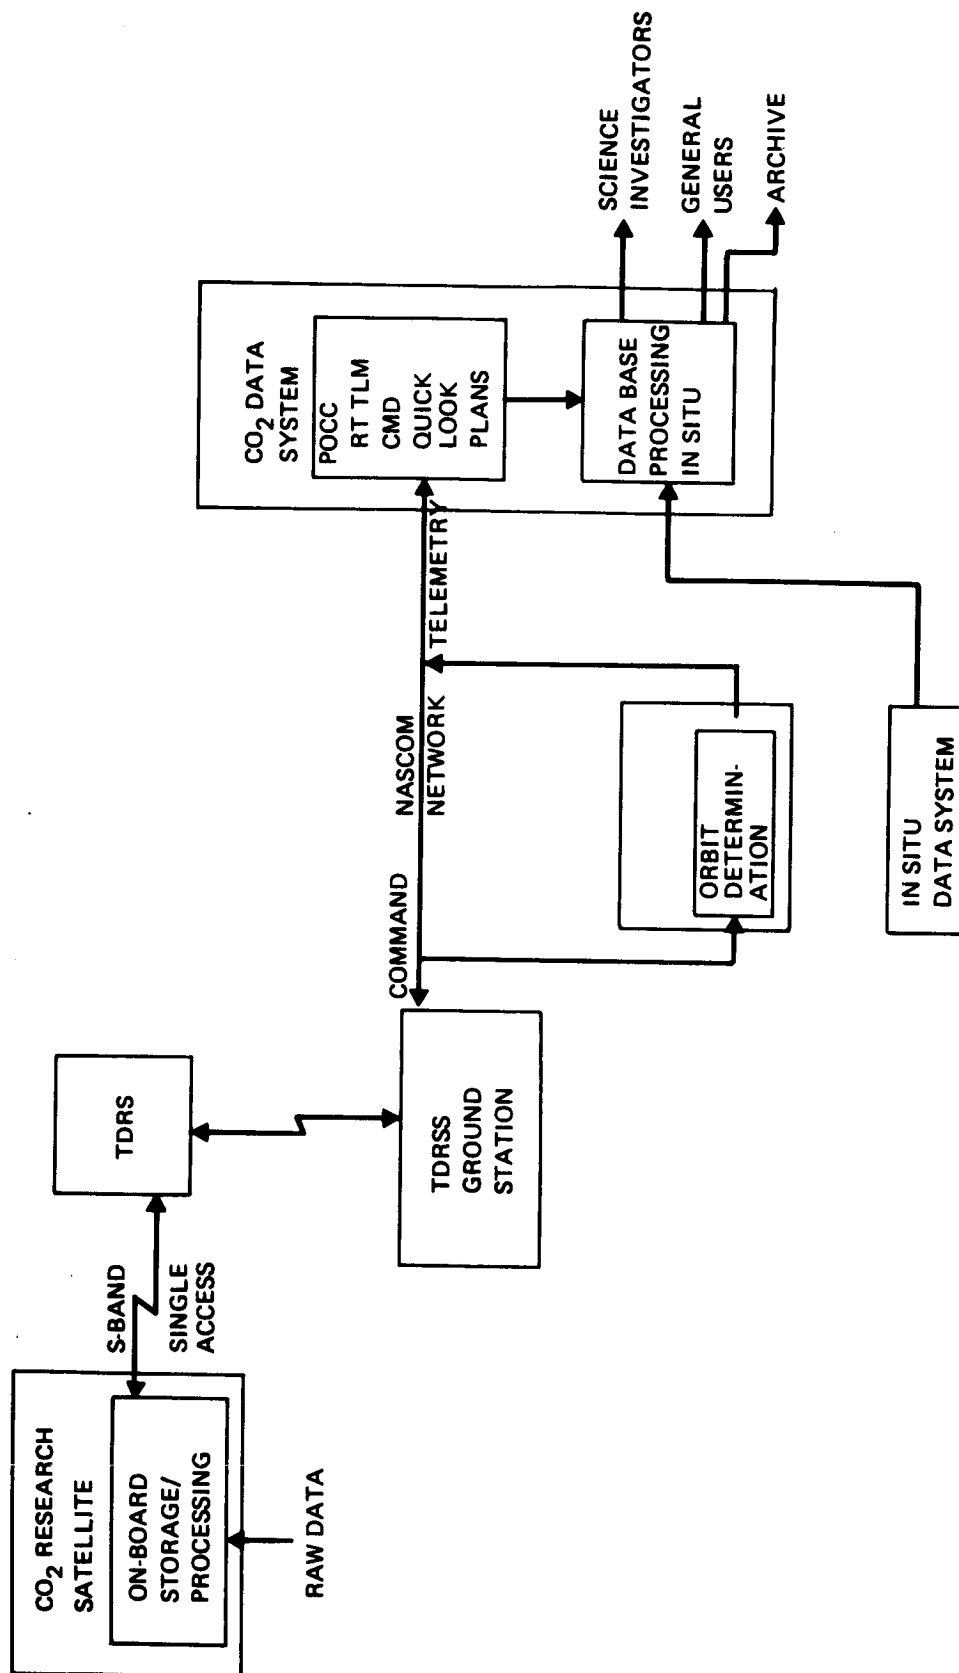 CO2 RESEARCH
SATELLITE
ON-BOARD
STORAGE/
PROCESSING
RAW DATA
S-BAND
SINGLE
ACCESS
TDRS
TDRSS
GROUND
STATION
COMMAND
NASCOM
NETWORK
TELEMETRY
ORBIT
DETERMIN-
ATION
IN SITU
DATA SYSTEM
CO2 DATA
SYSTEM
POCC
RT TLM
CMD
QUICK
LOOK
PLANS
DATA BASE
PROCESSING
IN SITU
SCIENCE
INVESTIGATORS
GENERAL
USERS
ARCHIVE